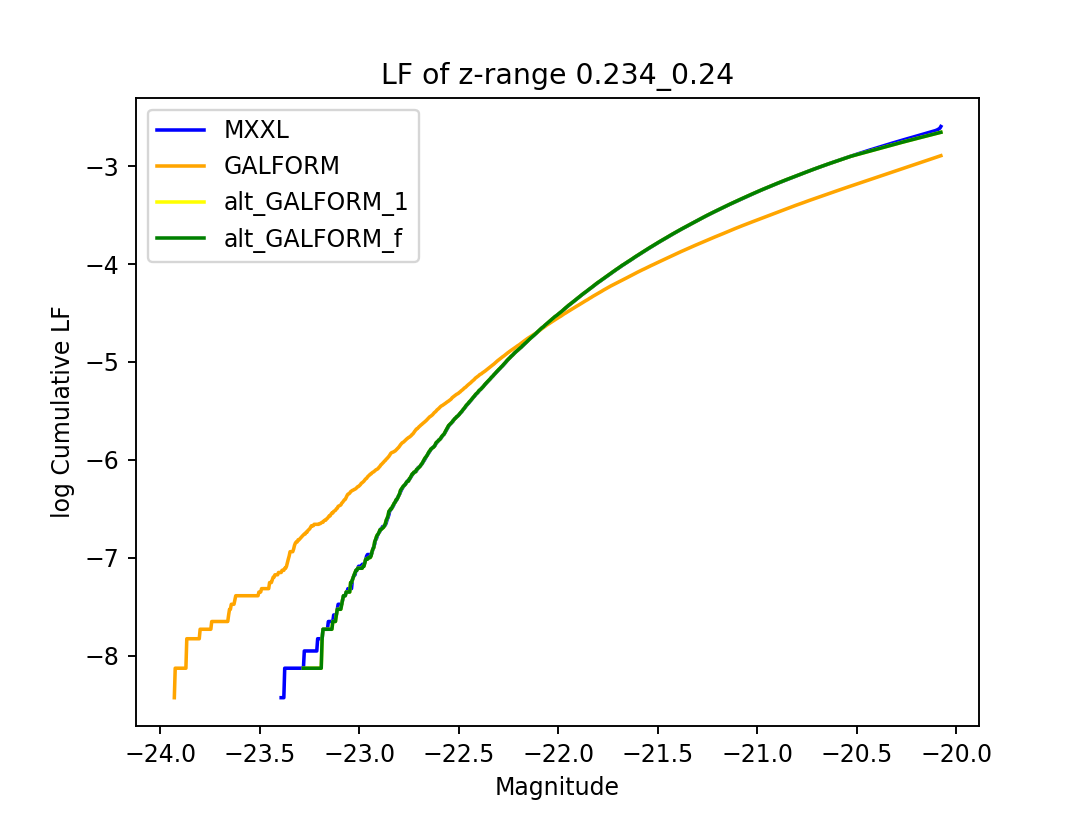 LF of z-range 0.234_0.24
MXXL
GALFORM
alt_GALFORM_1
alt_GALFORM_f
log Cumulative LF
−3
−4
−5
−6
−7
−8
−24.0 −23.5 −23.0 −22.5 −22.0 −21.5 −21.0 −20.5 −20.0
Magnitude